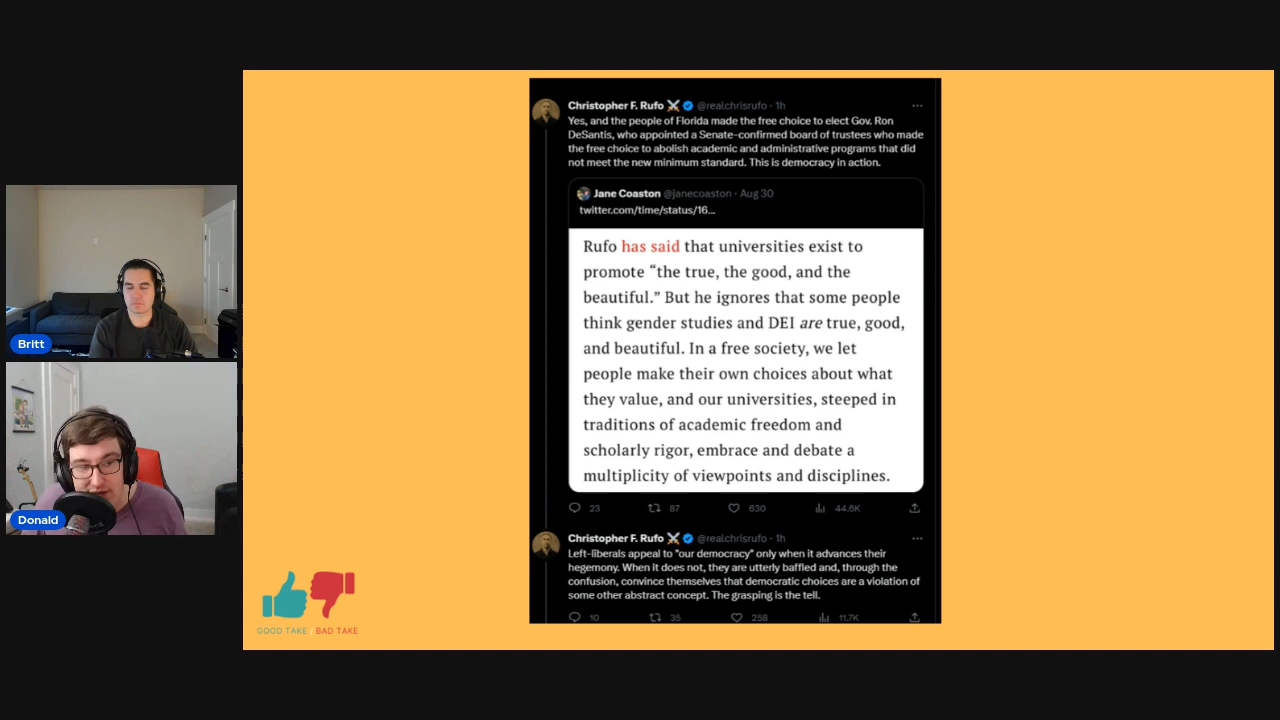 Christopher F. Rufo @realchrisrufo · 1h
Yes, and the people of Florida made the free choice to elect Gov. Ron
DeSantis, who appointed a Senate-confirmed board of trustees who made
the free choice to abolish academic and administrative programs that did
not meet the new minimum standard. This is democracy in action.
Jane Coaston @janecoaston · Aug 30
twitter.com/time/status/16...
Rufo has said that universities exist to
promote “the true, the good, and the
beautiful.” But he ignores that some people
think gender studies and DEI are true, good,
and beautiful. In a free society, we let
people make their own choices about what
they value, and our universities, steeped in
traditions of academic freedom and
scholarly rigor, embrace and debate a
multiplicity of viewpoints and disciplines.
23 87 630 44.6K
Christopher F. Rufo @realchrisrufo · 1h
Left-liberals appeal to "our democracy" only when it advances their
hegemony. When it does not, they are utterly baffled and, through the
confusion, convince themselves that democratic choices are a violation of
some other abstract concept. The grasping is the tell.
10 35 258 11.7K
Britt
Donald
GOOD TAKE / BAD TAKE